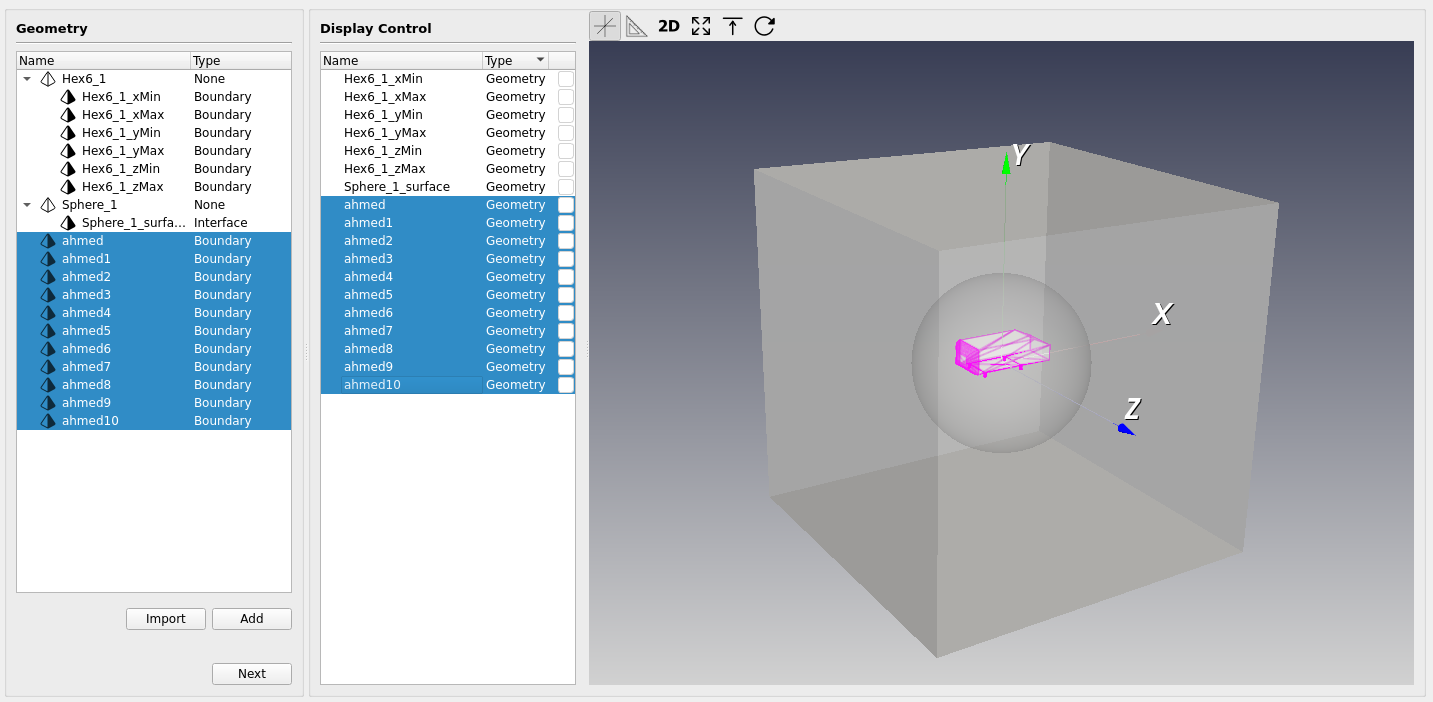 Geometry
Name Type
Hex6_1 None
Hex6_1_xMin Boundary
Hex6_1_xMax Boundary
Hex6_1_yMin Boundary
Hex6_1_yMax Boundary
Hex6_1_zMin Boundary
Hex6_1_zMax Boundary
Sphere_1 None
Sphere_1_surfa... Interface
ahmed Boundary
ahmed1 Boundary
ahmed2 Boundary
ahmed3 Boundary
ahmed4 Boundary
ahmed5 Boundary
ahmed6 Boundary
ahmed7 Boundary
ahmed8 Boundary
ahmed9 Boundary
ahmed10 Boundary
Import Add
Next
Display Control
Name Type
Hex6_1_xMin Geometry
Hex6_1_xMax Geometry
Hex6_1_yMin Geometry
Hex6_1_yMax Geometry
Hex6_1_zMin Geometry
Hex6_1_zMax Geometry
Sphere_1_surface Geometry
ahmed Geometry
ahmed1 Geometry
ahmed2 Geometry
ahmed3 Geometry
ahmed4 Geometry
ahmed5 Geometry
ahmed6 Geometry
ahmed7 Geometry
ahmed8 Geometry
ahmed9 Geometry
ahmed10 Geometry
2D
Y
X
Z